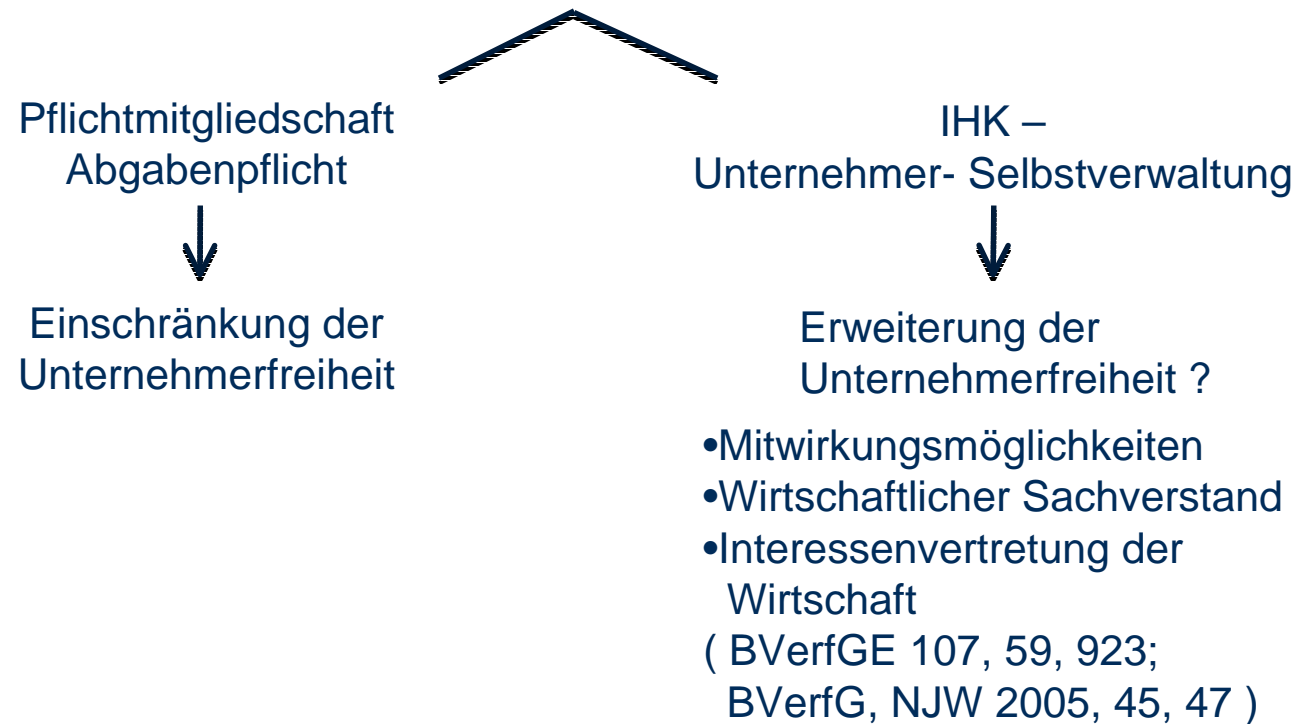 Pflichtmitgliedschaft
Abgabenpflicht
Einschränkung der
Unternehmerfreiheit
IHK –
Unternehmer- Selbstverwaltung
Erweiterung der
Unternehmerfreiheit ?
•Mitwirkungsmöglichkeiten
•Wirtschaftlicher Sachverstand
•Interessenvertretung der
Wirtschaft
( BVerfGE 107, 59, 923;
BVerfG, NJW 2005, 45, 47 )